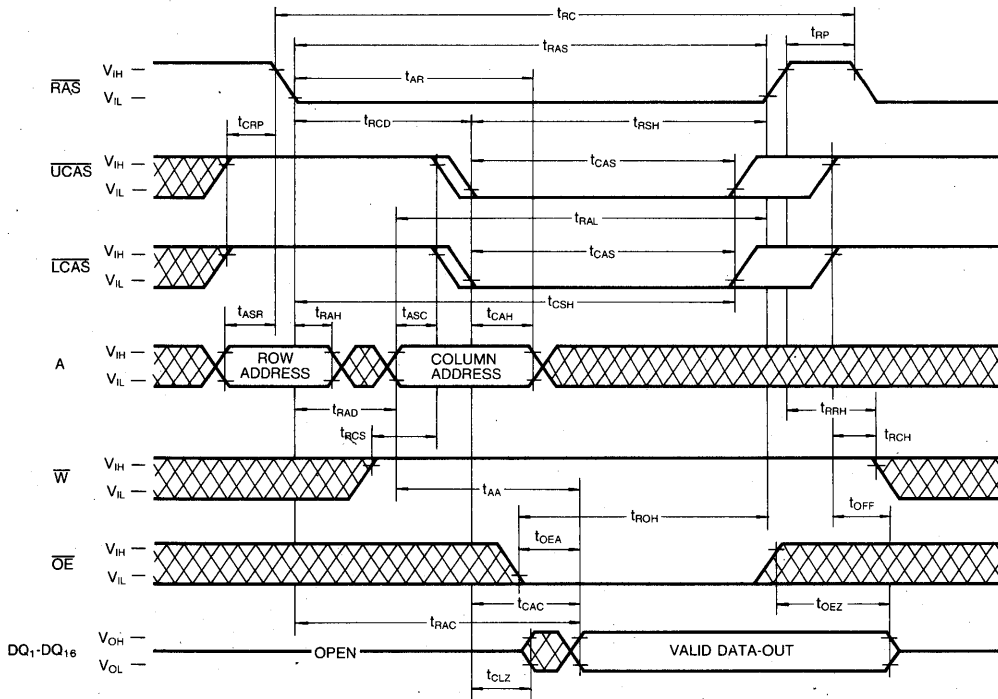 tRC
tRP
tRAS
tAR
RAS
VIH
VIL
tCRP
tRCD
tRSH
UCAS
VIH
VIL
tCAS
tRAL
LCAS
VIH
VIL
tCAS
tCSH
tASR
tRAH
tASC
tCAH
A
VIH
VIL
ROW
ADDRESS
COLUMN
ADDRESS
tRAD
tRRH
tRCS
tRCH
W
VIH
VIL
tAA
tROH
tOFF
tOEA
OE
VIH
VIL
tCAC
tOEZ
tRAC
DQ1-DQ16
VOH
VOL
OPEN
VALID DATA-OUT
tCLZ